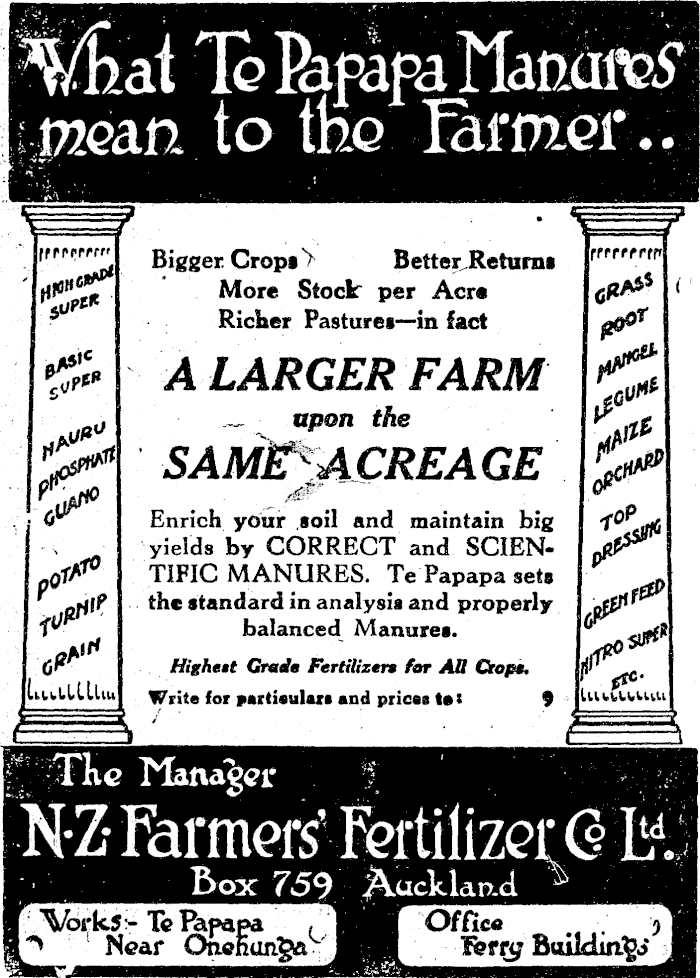 What Te Papapa Manures
mean to the Farmer..
HIGH GRADE
SUPER
BASIC
SUPER
NAURU
PHOSPHATE
GUANO
POTATO
TURNIP
GRAIN
Bigger Crops Better Returns
More Stock per Acre
Richer Pastures—in fact
A LARGER FARM
upon the
SAME ACREAGE
Enrich your soil and maintain big
yields by CORRECT and SCIEN-
TIFIC MANURES. Te Papapa sets
the standard in analysis and properly
balanced Manures.
Highest Grade Fertilizers for All Crops.
Write for particulars and prices to: 9
GRASS
ROOT
MANGEL
LEGUME
MAIZE
ORCHARD
TOP
DRESSING
GREEN FEED
NITRO SUPER
ETC.
The Manager
N.Z. Farmers' Fertilizer Co Ltd.
Box 759 Auckland
Works:- Te Papapa
Near Onehunga
Office
Ferry Buildings